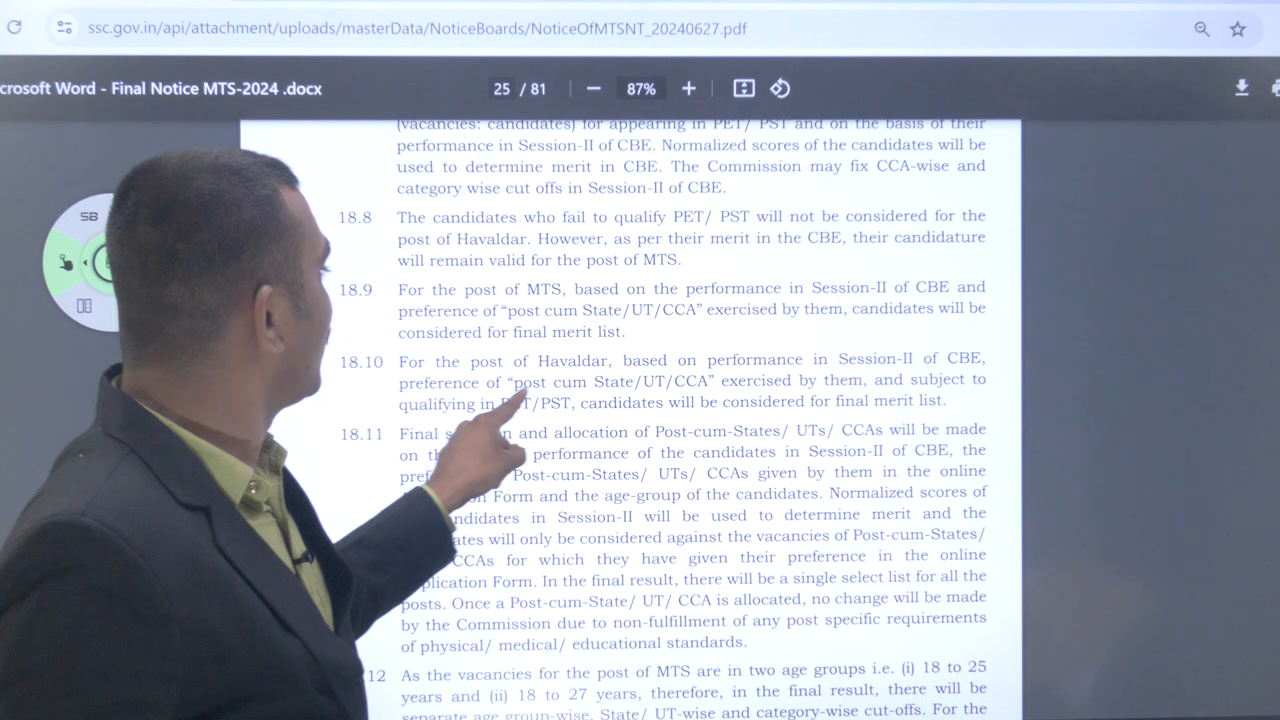 ssc.gov.in/api/attachment/uploads/masterData/NoticeBoards/NoticeOfMTSNT_20240627.pdf
crosoft Word - Final Notice MTS-2024 .docx
25 / 81
87%
SB
(vacancies: candidates) for appearing in PET/ PST and on the basis of their
performance in Session-II of CBE. Normalized scores of the candidates will be
used to determine merit in CBE. The Commission may fix CCA-wise and
category wise cut offs in Session-II of CBE.
18.8 The candidates who fail to qualify PET/ PST will not be considered for the
post of Havaldar. However, as per their merit in the CBE, their candidature
will remain valid for the post of MTS.
18.9 For the post of MTS, based on the performance in Session-II of CBE and
preference of “post cum State/UT/CCA” exercised by them, candidates will be
considered for final merit list.
18.10 For the post of Havaldar, based on performance in Session-II of CBE,
preference of “post cum State/UT/CCA” exercised by them, and subject to
qualifying in PET/PST, candidates will be considered for final merit list.
18.11 Final and allocation of Post-cum-States/ UTs/ CCAs will be made
on performance of the candidates in Session-II of CBE, the
Post-cum-States/ UTs/ CCAs given by them in the online
Form and the age-group of the candidates. Normalized scores of
ndidates in Session-II will be used to determine merit and the
ates will only be considered against the vacancies of Post-cum-States/
CCAs for which they have given their preference in the online
plication Form. In the final result, there will be a single select list for all the
posts. Once a Post-cum-State/ UT/ CCA is allocated, no change will be made
by the Commission due to non-fulfillment of any post specific requirements
of physical/ medical/ educational standards.
12 As the vacancies for the post of MTS are in two age groups i.e. (i) 18 to 25
years and (ii) 18 to 27 years, therefore, in the final result, there will be
separate age group-wise, State/ UT-wise and category-wise cut-offs. For the